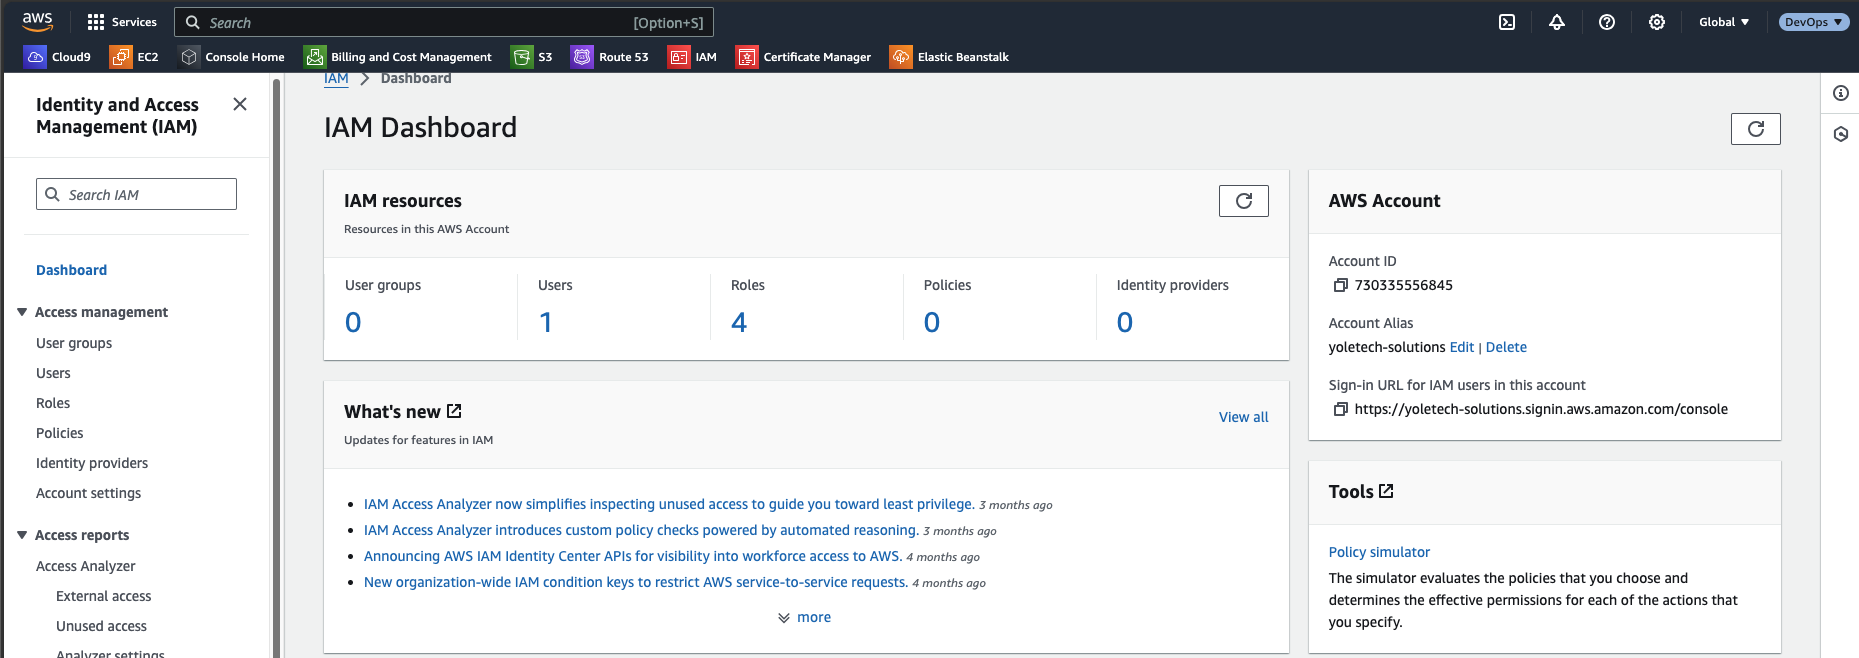 aws
Services
Search
[Option+S]
Global
DevOps
Cloud9
EC2
Console Home
Billing and Cost Management
S3
Route 53
IAM
Certificate Manager
Elastic Beanstalk
Identity and Access
Management (IAM)
Search IAM
Dashboard
Access management
User groups
Users
Roles
Policies
Identity providers
Account settings
Access reports
Access Analyzer
External access
Unused access
Analyzer settings
IAM > Dashboard
IAM Dashboard
IAM resources
Resources in this AWS Account
User groups
0
Users
1
Roles
4
Policies
0
Identity providers
0
What's new
View all
Updates for features in IAM
IAM Access Analyzer now simplifies inspecting unused access to guide you toward least privilege. 3 months ago
IAM Access Analyzer introduces custom policy checks powered by automated reasoning. 3 months ago
Announcing AWS IAM Identity Center APIs for visibility into workforce access to AWS. 4 months ago
New organization-wide IAM condition keys to restrict AWS service-to-service requests. 4 months ago
more
AWS Account
Account ID
730335556845
Account Alias
yoletech-solutions Edit | Delete
Sign-in URL for IAM users in this account
https://yoletech-solutions.signin.aws.amazon.com/console
Tools
Policy simulator
The simulator evaluates the policies that you choose and
determines the effective permissions for each of the actions that
you specify.